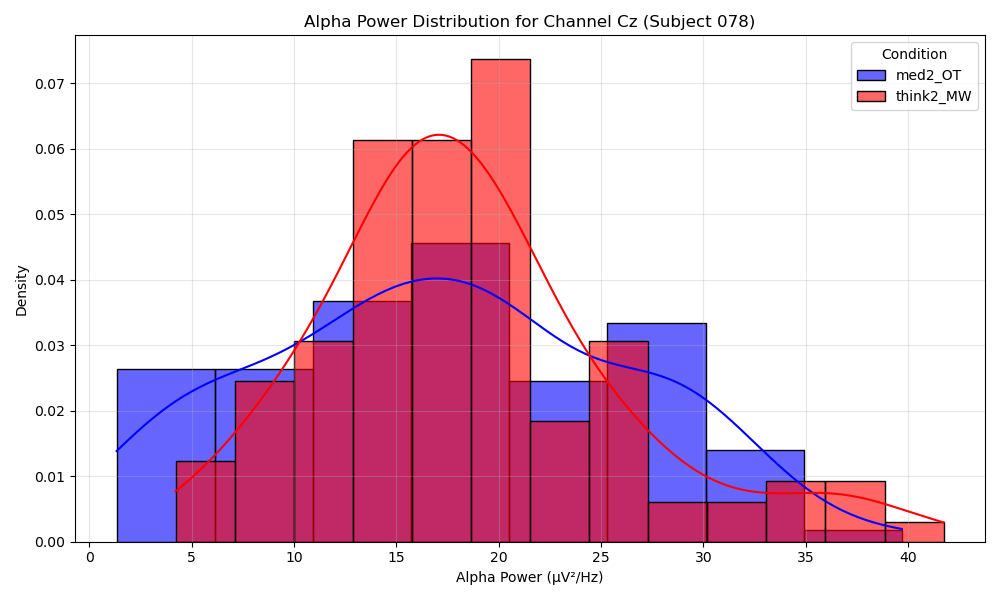 Alpha Power Distribution for Channel Cz (Subject 078)
Condition
med2_OT
think2_MW
0.07
0.06
0.05
0.04
0.03
0.02
0.01
0.00
Density
0 5 10 15 20 25 30 35 40
Alpha Power (μV²/Hz)